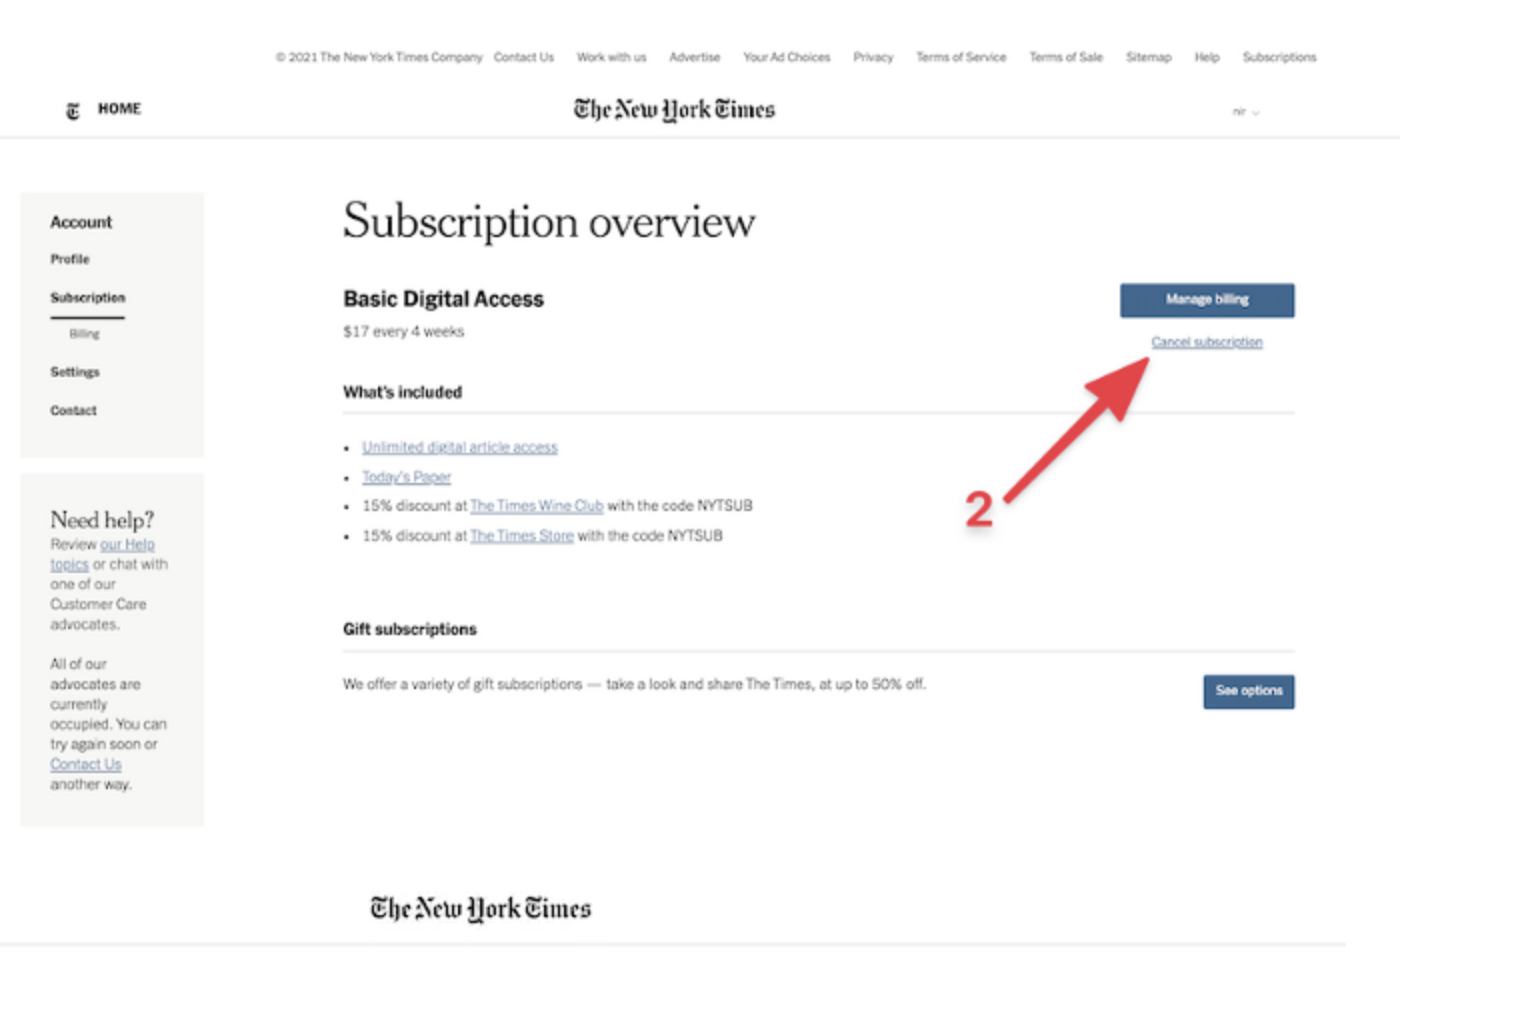 © 2021 The New York Times Company Contact Us Work with us Advertise Your Ad Choices Privacy Terms of Service Terms of Sale Sitemap Help Subscriptions
T HOME The New York Times nir
Account
Profile
Subscription
Billing
Settings
Contact
Need help?
Review our Help
topics or chat with
one of our
Customer Care
advocates.
All of our
advocates are
currently
occupied. You can
try again soon or
Contact Us
another way.
Subscription overview
Basic Digital Access
$17 every 4 weeks
Manage billing
Cancel subscription
2
What's included
• Unlimited digital article access
• Today's Paper
• 15% discount at The Times Wine Club with the code NYTSUB
• 15% discount at The Times Store with the code NYTSUB
Gift subscriptions
We offer a variety of gift subscriptions — take a look and share The Times, at up to 50% off.
See options
The New York Times